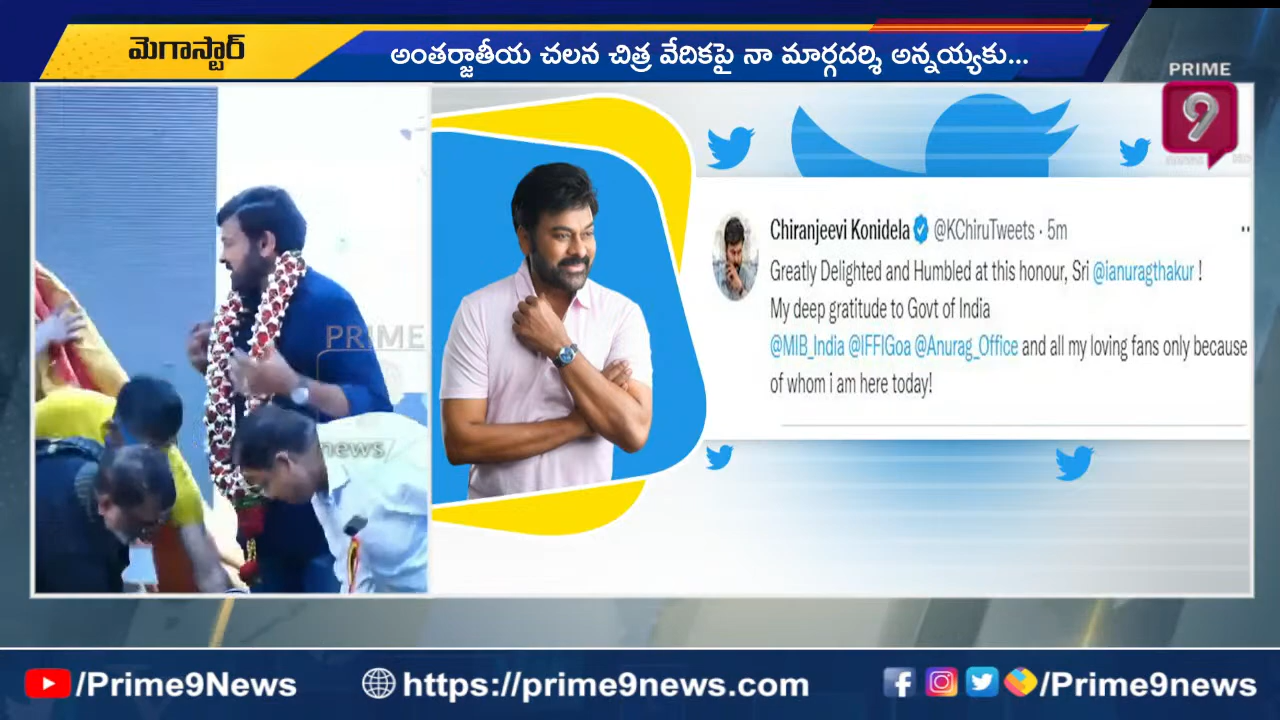 మెగాస్టార్
అంతర్జాతీయ చలన చిత్ర వేదికపై నా మార్గదర్శి అన్నయ్యకు...
PRIME
9
Chiranjeevi Konidela @KChiruTweets · 5m
Greatly Delighted and Humbled at this honour, Sri @ianuragthakur !
My deep gratitude to Govt of India
@MIB_India @IFFIGoa @Anurag_Office and all my loving fans only because
of whom i am here today!
PRIME
news
/Prime9News
https://prime9news.com
/Prime9news